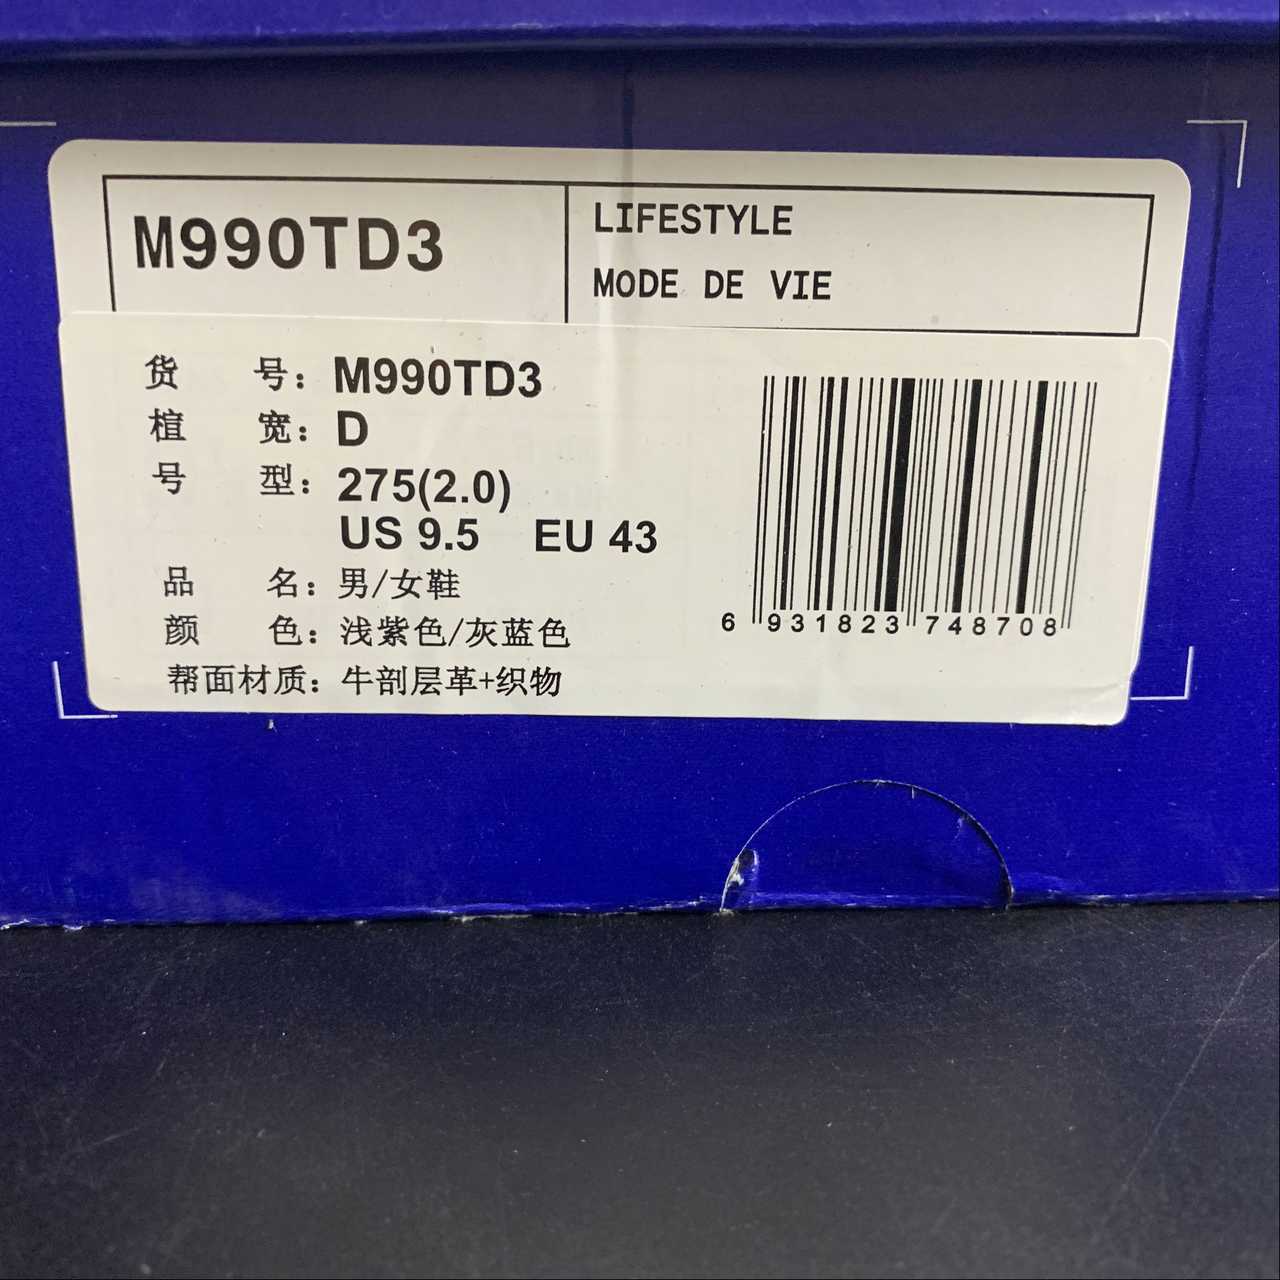 M990TD3
LIFESTYLE
MODE DE VIE
货 号：M990TD3
楦 宽：D
号 型：275(2.0)
US 9.5 EU 43
品 名：男/女鞋
颜 色：浅紫色/灰蓝色
帮面材质：牛剖层革+织物
6 931823 748708